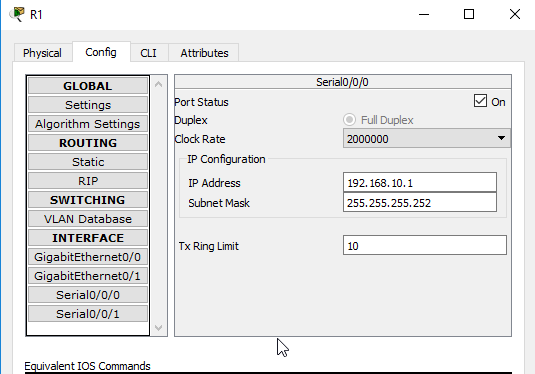 R1
Physical Config CLI Attributes
GLOBAL
Settings
Algorithm Settings
ROUTING
Static
RIP
SWITCHING
VLAN Database
INTERFACE
GigabitEthernet0/0
GigabitEthernet0/1
Serial0/0/0
Serial0/0/1
Serial0/0/0
Port Status On
Duplex Full Duplex
Clock Rate 2000000
IP Configuration
IP Address 192.168.10.1
Subnet Mask 255.255.255.252
Tx Ring Limit 10
Equivalent IOS Commands